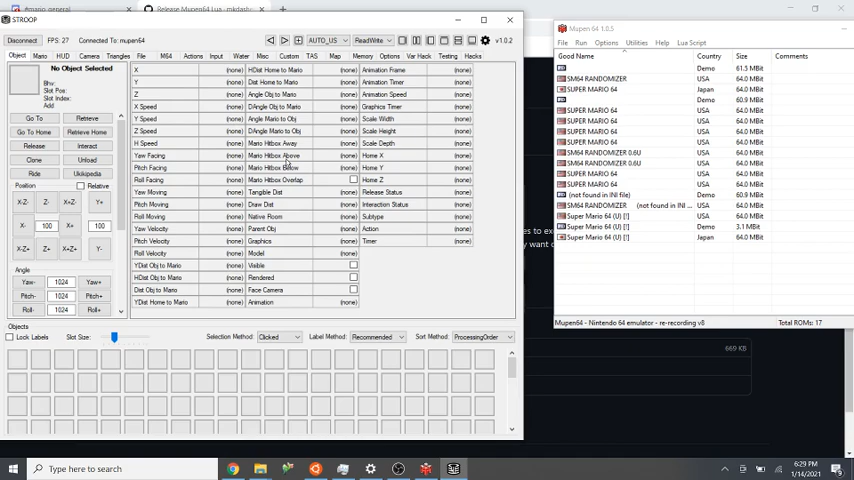 #mario_general
Release Mupen64 Lua · mkdasher
STROOP
Disconnect FPS: 27 Connected To: mupen64 AUTO_US ReadWrite v1.0.2
Object Mario HUD Camera Triangles File M64 Actions Input Water Misc Custom TAS Map Memory Options Var Hack Testing Hacks
No Object Selected
Bhv:
Slot Pos:
Slot Index:
Add:
Go To Retrieve
Go To Home Retrieve Home
Release Interact
Clone Unload
Ride Ukikipedia
Position Relative
X-Z- Z- X+Z- Y+
X- 100 X+ 100
X-Z+ Z+ X+Z+ Y-
Angle
Yaw- 1024 Yaw+
Pitch- 1024 Pitch+
Roll- 1024 Roll+
X (none) HDist Home to Mario (none) Animation Frame (none)
Y (none) Dist Home to Mario (none) Animation Timer (none)
Z (none) Angle Obj to Mario (none) Animation Speed (none)
X Speed (none) DAngle Obj to Mario (none) Graphics Timer (none)
Y Speed (none) Angle Mario to Obj (none) Scale Width (none)
Z Speed (none) DAngle Mario to Obj (none) Scale Height (none)
H Speed (none) Mario Hitbox Away (none) Scale Depth (none)
Yaw Facing (none) Mario Hitbox Above (none) Home X (none)
Pitch Facing (none) Mario Hitbox Below (none) Home Y (none)
Roll Facing (none) Mario Hitbox Overlap Home Z (none)
Yaw Moving (none) Tangible Dist (none) Release Status (none)
Pitch Moving (none) Draw Dist (none) Interaction Status (none)
Roll Moving (none) Native Room (none) Subtype (none)
Yaw Velocity (none) Parent Obj (none) Action (none)
Pitch Velocity (none) Graphics (none) Timer (none)
Roll Velocity (none) Model (none)
YDist Obj to Mario (none) Visible
HDist Obj to Mario (none) Rendered
Dist Obj to Mario (none) Face Camera
YDist Home to Mario (none) Animation (none)
Objects
Lock Labels Slot Size: Selection Method: Clicked Label Method: Recommended Sort Method: ProcessingOrder
Mupen 64 1.0.5
File Run Options Utilities Help Lua Script
Good Name Country Size Comments
Demo 61.5 MBit
SM64 RANDOMIZER USA 64.0 MBit
SUPER MARIO 64 Japan 64.0 MBit
Demo 60.9 MBit
SUPER MARIO 64 USA 64.0 MBit
SUPER MARIO 64 USA 64.0 MBit
SUPER MARIO 64 USA 64.0 MBit
SM64 RANDOMIZER 0.6U USA 64.0 MBit
SM64 RANDOMIZER 0.6U USA 64.0 MBit
SUPER MARIO 64 USA 64.0 MBit
SUPER MARIO 64 USA 64.0 MBit
(not found in INI file) Demo 60.9 MBit
SM64 RANDOMIZER (not found in INI ... USA 64.0 MBit
Super Mario 64 (U) [!] USA 64.0 MBit
Super Mario 64 (U) [!] Demo 3.1 MBit
Super Mario 64 (U) [!] Japan 64.0 MBit
Mupen64 - Nintendo 64 emulator - re-recording v8 Total ROMs: 17
es to ex
y want o
669 KB
Type here to search
6:29 PM
1/14/2021